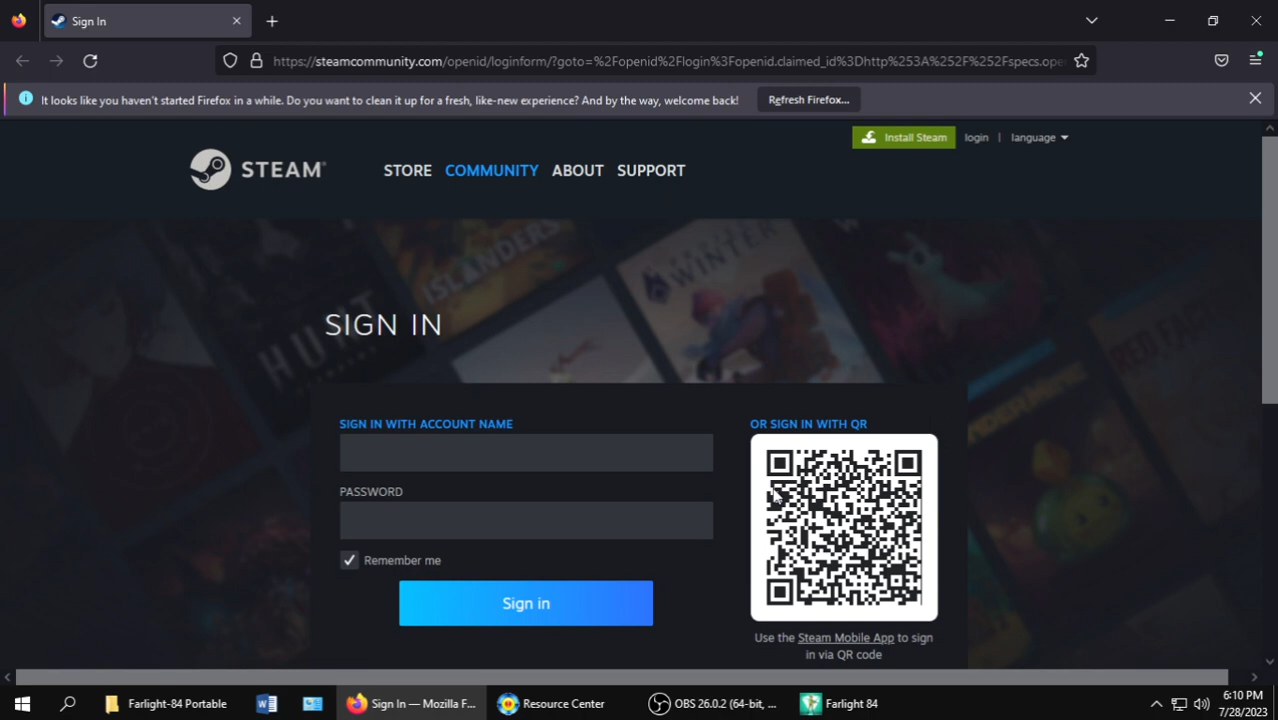 Sign In
https://steamcommunity.com/openid/loginform/?goto=%2Fopenid%2Flogin%3Fopenid.claimed_id%3Dhttp%253A%252F%252Fspecs.ope
It looks like you haven't started Firefox in a while. Do you want to clean it up for a fresh, like-new experience? And by the way, welcome back!
Refresh Firefox...
Install Steam login | language
STEAM®
STORE COMMUNITY ABOUT SUPPORT
ISLANDERS
WINTER
HUNT
SIGN IN
SIGN IN WITH ACCOUNT NAME
OR SIGN IN WITH QR
PASSWORD
Remember me
Sign in
Use the Steam Mobile App to sign
in via QR code
Farlight-84 Portable
Sign In — Mozilla F...
Resource Center
OBS 26.0.2 (64-bit, ...
Farlight 84
6:10 PM
7/28/2023